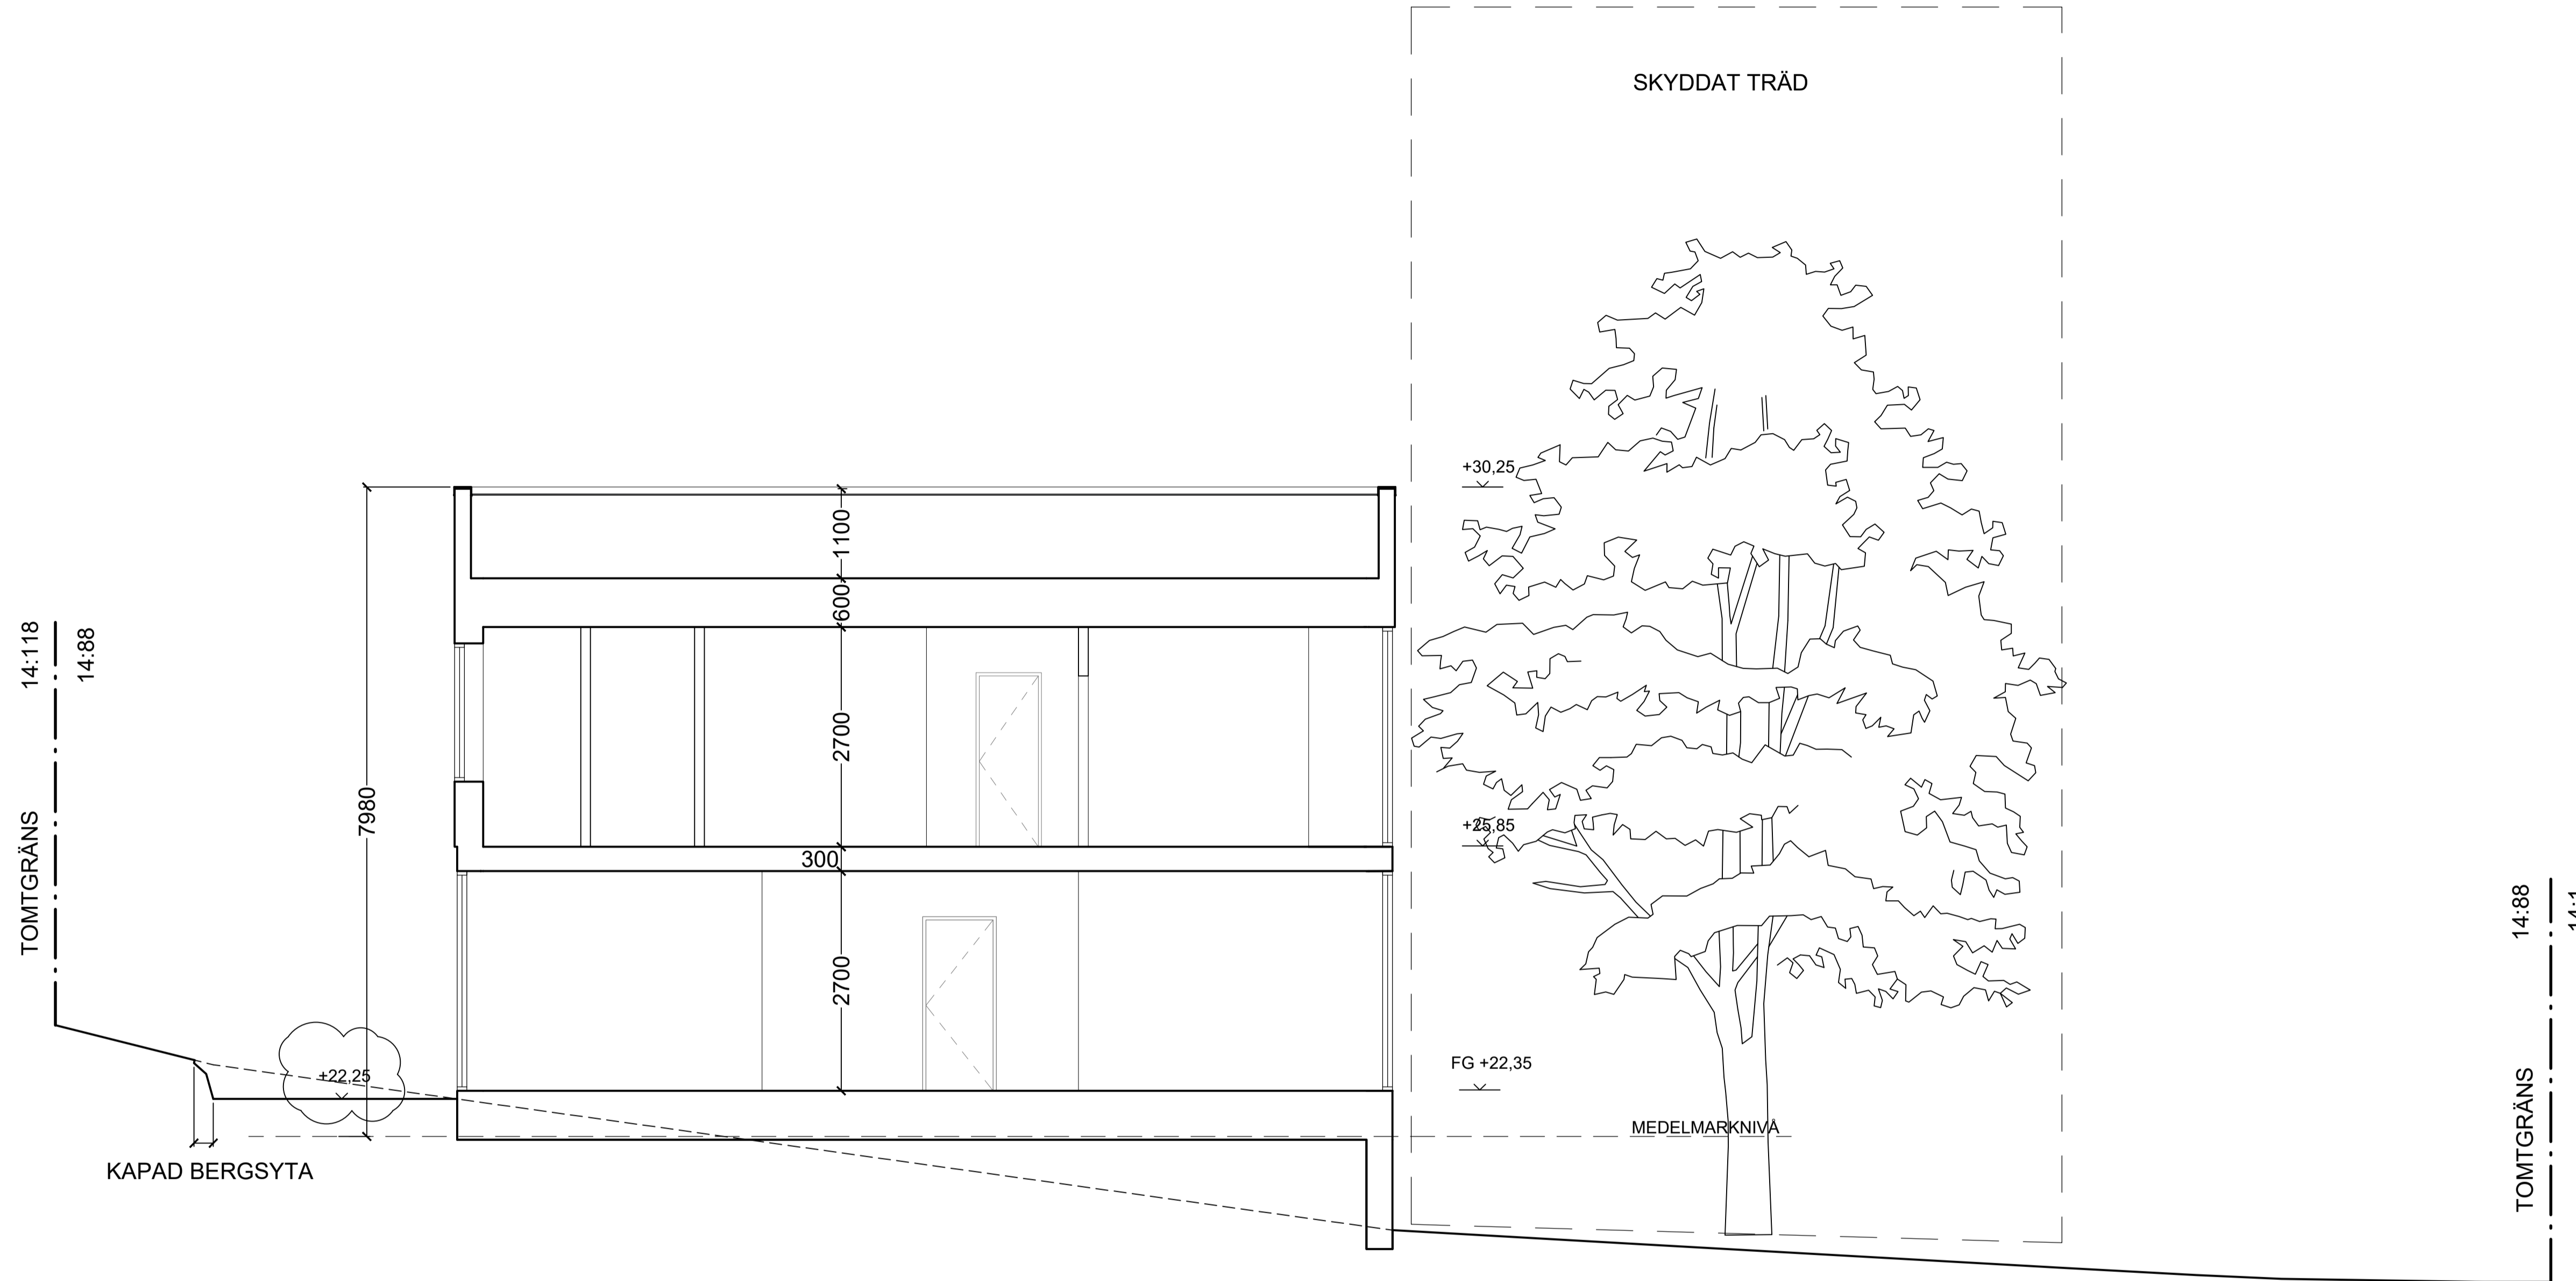 SKYDDAT TRÄD
+30,25
1100
600
14:118
14:88
2700
7980
TOMTGRÄNS
+25,85
300
14:88
2700
FG +22,35
+22,25
MEDELMARKNIVÅ
KAPAD BERGSYTA
TOMTGRÄNS